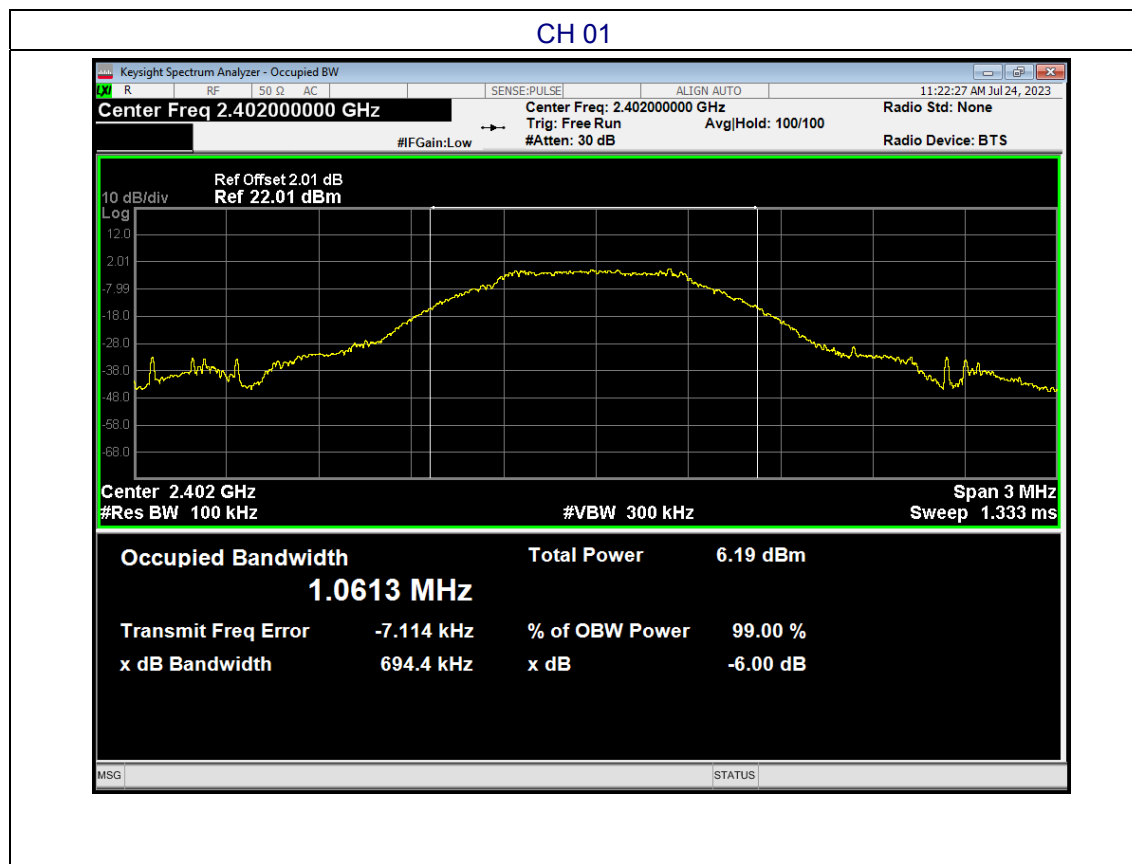 CH 01
Keysight Spectrum Analyzer - Occupied BW
LXI R RF 50 Ω AC SENSE:PULSE ALIGN AUTO 11:22:27 AM Jul 24, 2023
Center Freq 2.402000000 GHz Center Freq: 2.402000000 GHz Radio Std: None
Trig: Free Run Avg|Hold: 100/100
#IFGain:Low #Atten: 30 dB Radio Device: BTS
Ref Offset 2.01 dB
10 dB/div Ref 22.01 dBm
Log
12.0
2.01
-7.99
-18.0
-28.0
-38.0
-48.0
-58.0
-68.0
Center 2.402 GHz Span 3 MHz
#Res BW 100 kHz #VBW 300 kHz Sweep 1.333 ms
Occupied Bandwidth Total Power 6.19 dBm
1.0613 MHz
Transmit Freq Error -7.114 kHz % of OBW Power 99.00 %
x dB Bandwidth 694.4 kHz x dB -6.00 dB
MSG STATUS